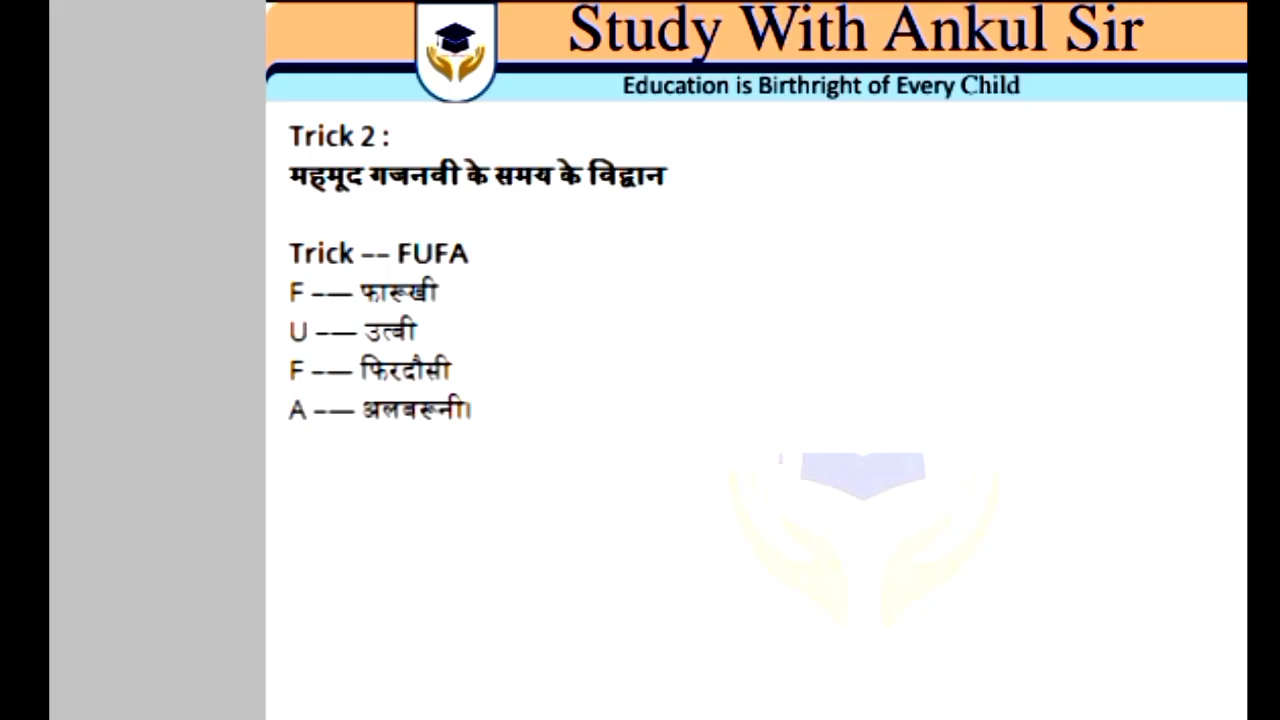 Study With Ankul Sir
Education is Birthright of Every Child
Trick 2 :
महमूद गजनवी के समय के विद्वान
Trick -- FUFA
F --– फारूखी
U --– उत्बी
F --– फिरदौसी
A --– अलबरूनी।